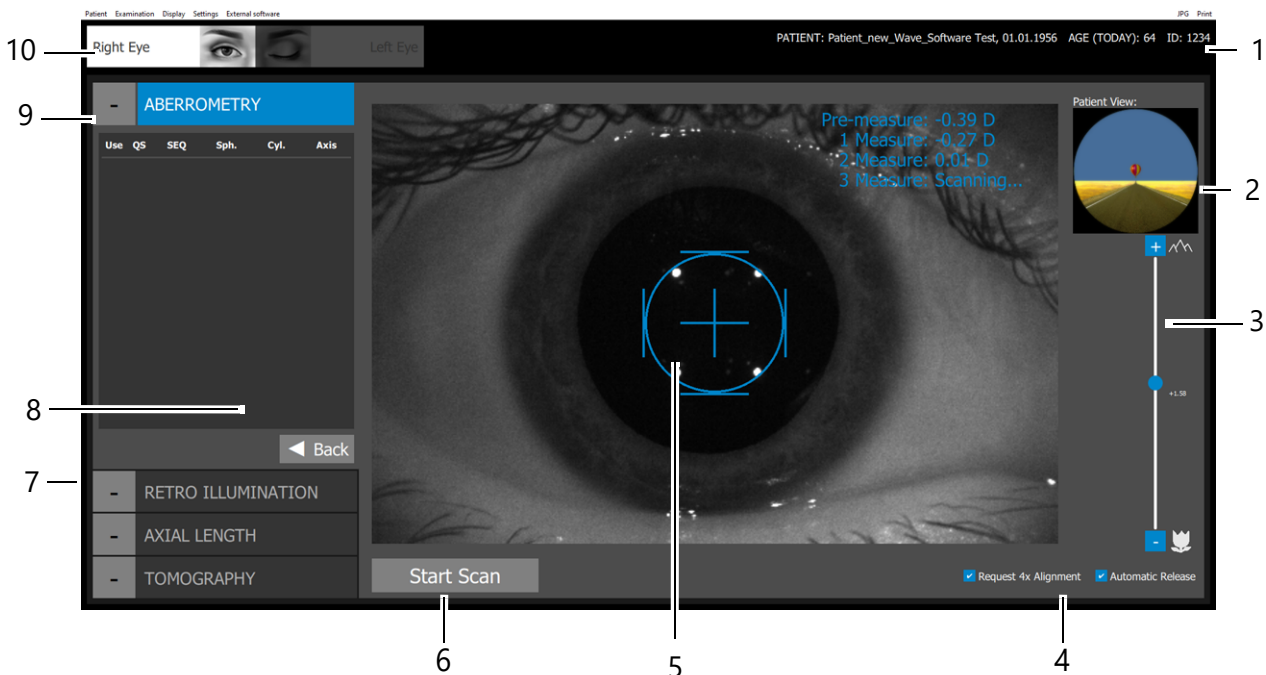 Patient Examination Display Settings External software JPG Print
10
Right Eye
Left Eye
PATIENT: Patient_new_Wave_Software Test, 01.01.1956 AGE (TODAY): 64 ID: 1234
1
9
- ABERROMETRY
Use QS SEQ Sph. Cyl. Axis
Pre-measure: -0.39 D
1 Measure: -0.27 D
2 Measure: 0.01 D
3 Measure: Scanning...
Patient View:
2
+
3
+1.58
-
8
Back
7
- RETRO ILLUMINATION
- AXIAL LENGTH
- TOMOGRAPHY
Start Scan
Request 4x Alignment
Automatic Release
6
5
4